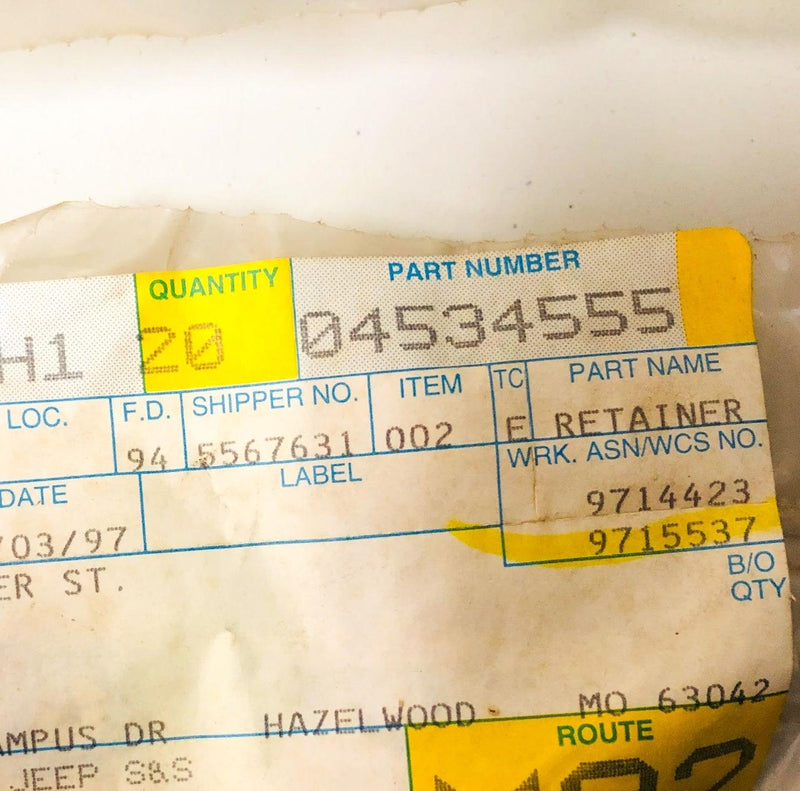 QUANTITY PART NUMBER
H1 20 04534555
LOC. F.D. SHIPPER NO. ITEM TC PART NAME
94 5567631 002 E RETAINER
DATE LABEL WRK. ASN/WCS NO.
9714423
/03/97 9715537
ER ST. B/O
QTY
AMPUS DR HAZELWOOD MO 63042
JEEP S&S ROUTE